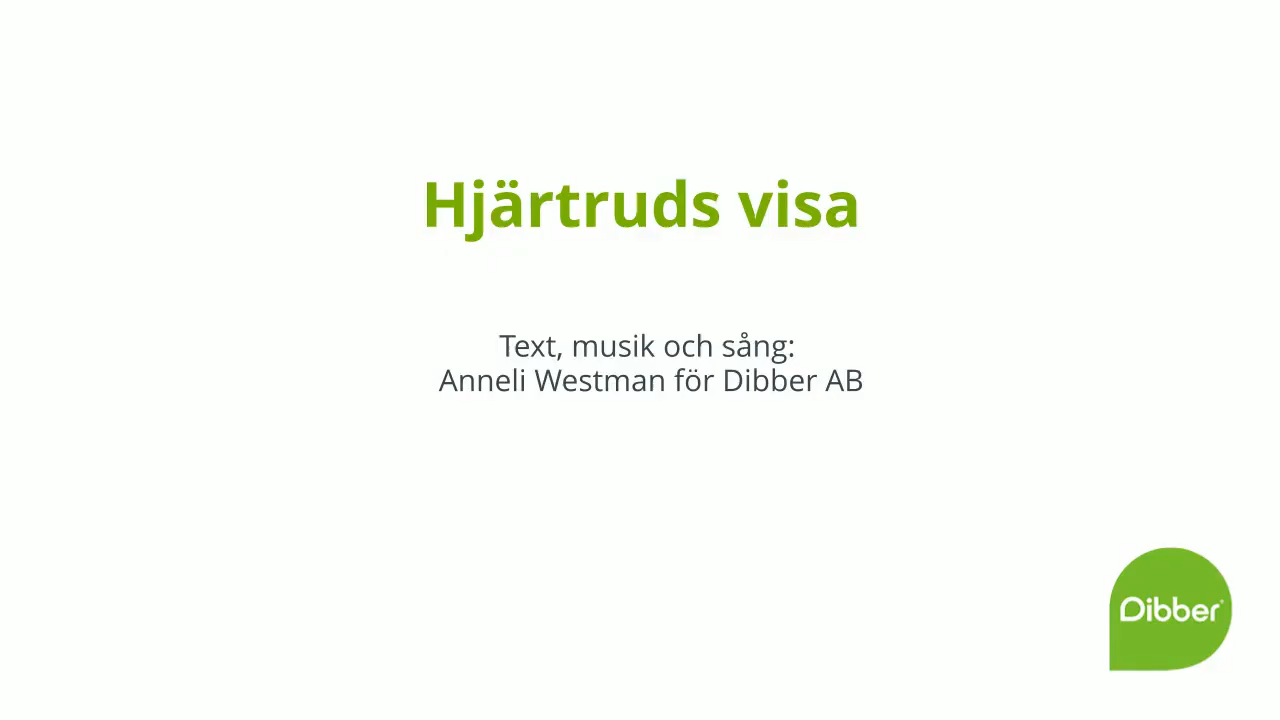 Hjärtruds visa
Text, musik och sång:
Anneli Westman för Dibber AB
Dibber